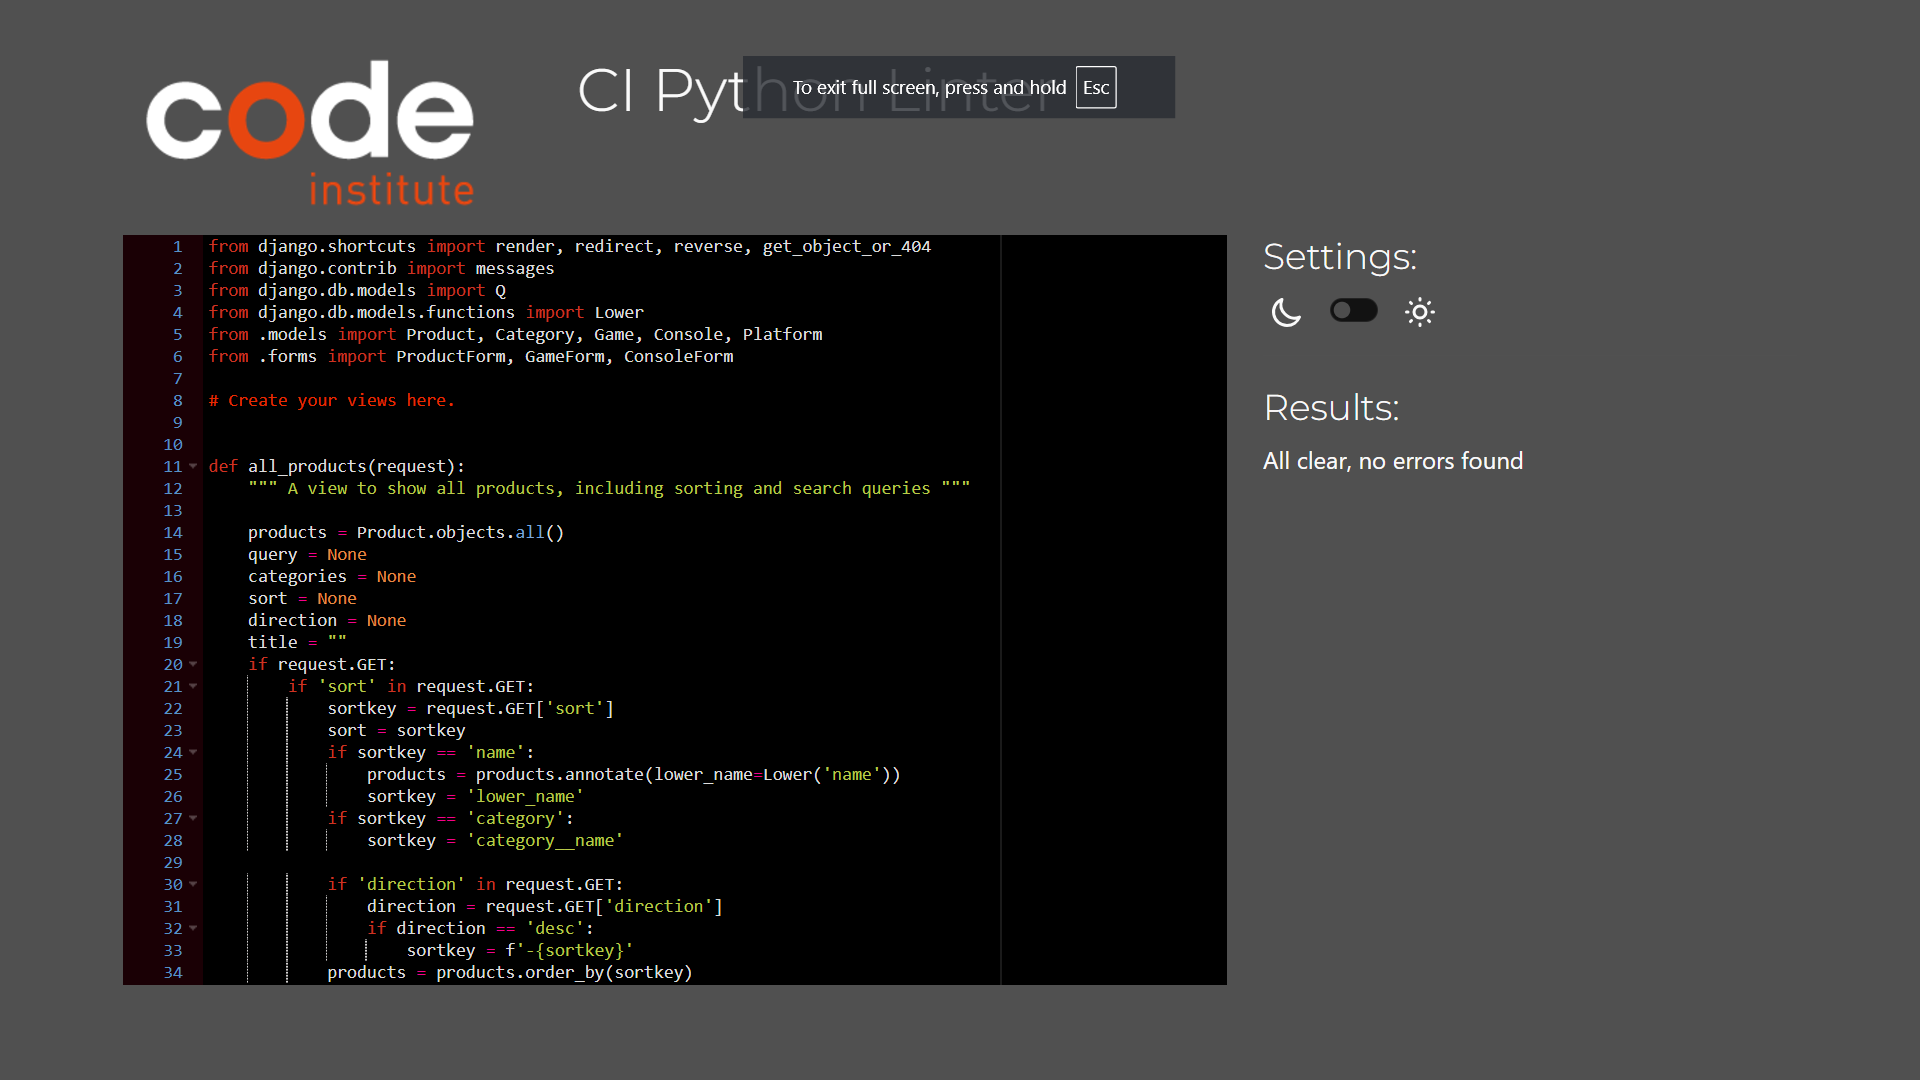 code
institute
CI Python Linter
To exit full screen, press and hold Esc
1 from django.shortcuts import render, redirect, reverse, get_object_or_404
2 from django.contrib import messages
3 from django.db.models import Q
4 from django.db.models.functions import Lower
5 from .models import Product, Category, Game, Console, Platform
6 from .forms import ProductForm, GameForm, ConsoleForm
7
8 # Create your views here.
9
10
11 def all_products(request):
12     """ A view to show all products, including sorting and search queries """
13
14     products = Product.objects.all()
15     query = None
16     categories = None
17     sort = None
18     direction = None
19     title = ""
20     if request.GET:
21         if 'sort' in request.GET:
22             sortkey = request.GET['sort']
23             sort = sortkey
24             if sortkey == 'name':
25                 products = products.annotate(lower_name=Lower('name'))
26                 sortkey = 'lower_name'
27             if sortkey == 'category':
28                 sortkey = 'category__name'
29
30             if 'direction' in request.GET:
31                 direction = request.GET['direction']
32                 if direction == 'desc':
33                     sortkey = f'-{sortkey}'
34             products = products.order_by(sortkey)
Settings:
Results:
All clear, no errors found